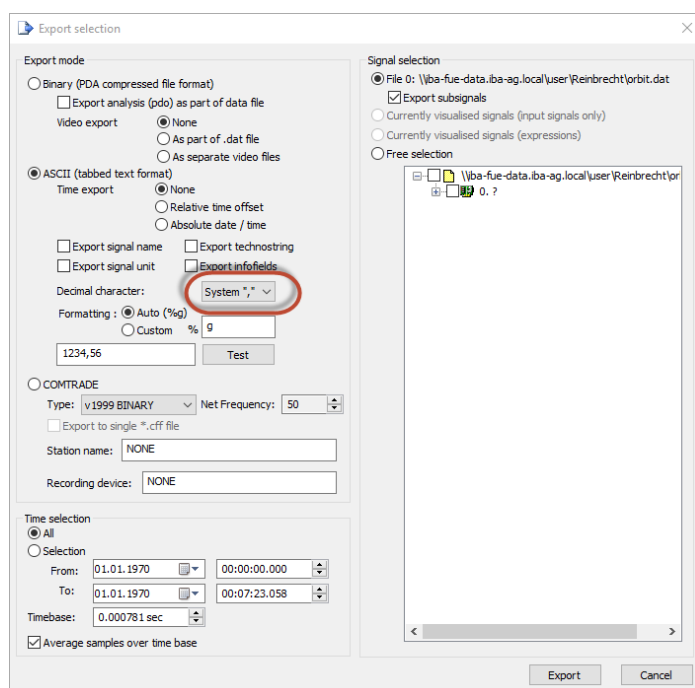 Export selection
Export mode
Binary (PDA compressed file format)
Export analysis (pdo) as part of data file
Video export
None
As part of .dat file
As separate video files
ASCII (tabbed text format)
Time export
None
Relative time offset
Absolute date / time
Export signal name
Export technostring
Export signal unit
Export infofields
Decimal character:
System ","
Formatting :
Auto (%g)
Custom
%
g
1234,56
Test
COMTRADE
Type:
v1999 BINARY
Net Frequency:
50
Export to single *.cff file
Station name:
NONE
Recording device:
NONE
Time selection
All
Selection
From:
01.01.1970
00:00:00.000
To:
01.01.1970
00:07:23.058
Timebase:
0.000781 sec
Average samples over time base
Signal selection
File 0: \\iba-fue-data.iba-ag.local\user\Reinbrecht\orbit.dat
Export subsignals
Currently visualised signals (input signals only)
Currently visualised signals (expressions)
Free selection
\\iba-fue-data.iba-ag.local\user\Reinbrecht\or
0. ?
Export
Cancel